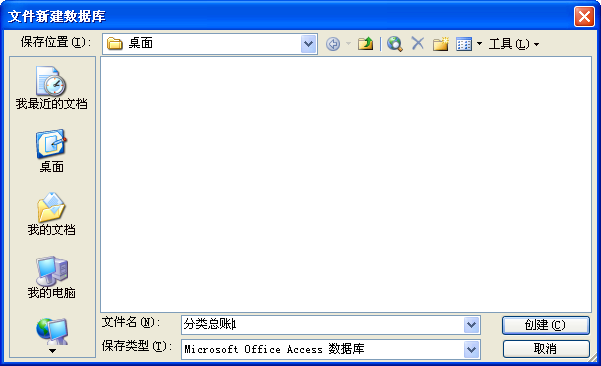 文件新建数据库
保存位置(I): 桌面 工具(L)
我最近的文档
桌面
我的文档
我的电脑
文件名(N): 分类总账1
保存类型(T): Microsoft Office Access 数据库
创建(C)
取消